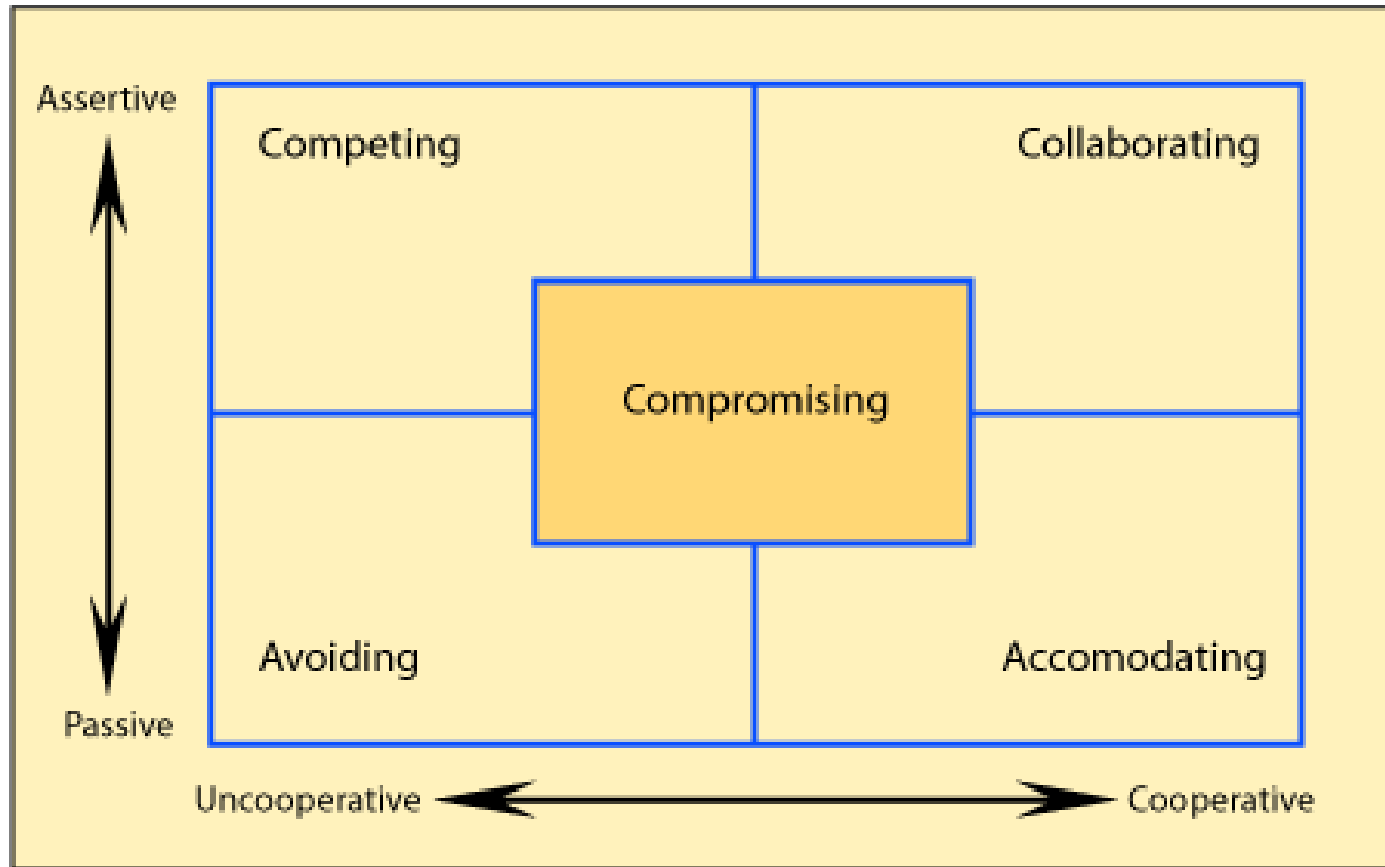 Assertive
Competing
Collaborating
Compromising
Avoiding
Accomodating
Passive
Uncooperative
Cooperative